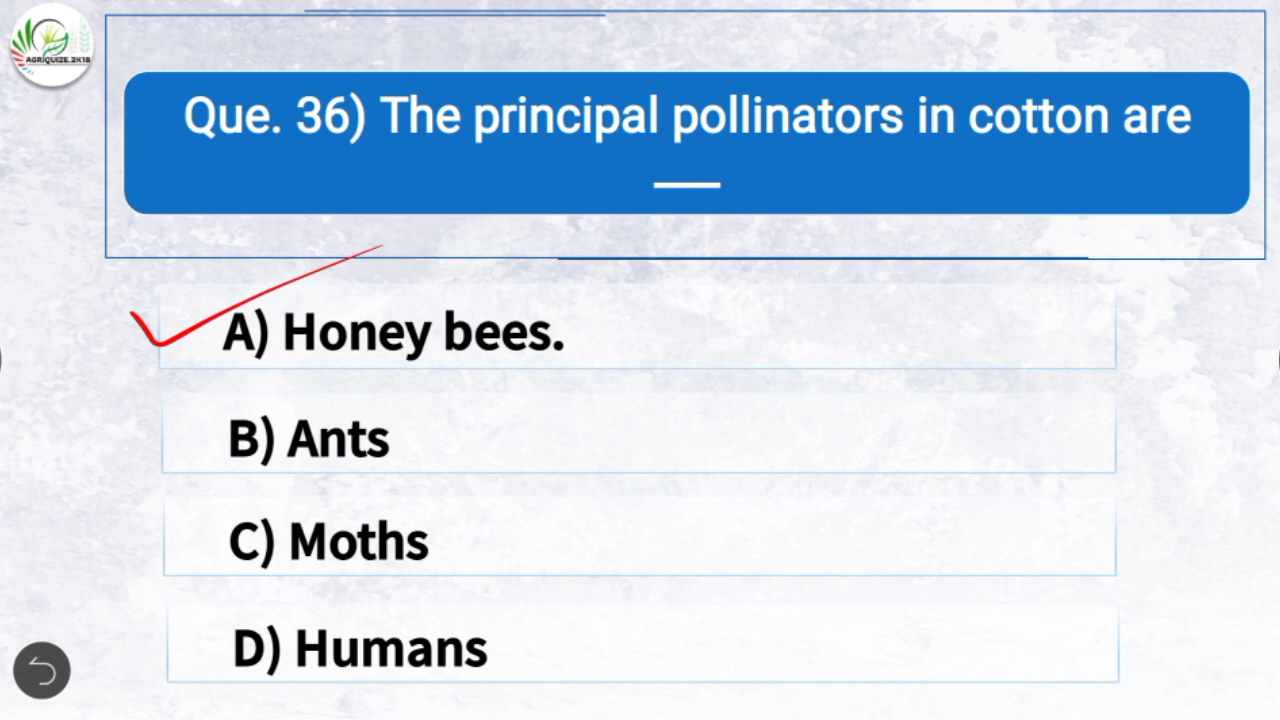 AGRIQUIZE.2K18
Que. 36) The principal pollinators in cotton are
___
A) Honey bees.
B) Ants
C) Moths
D) Humans